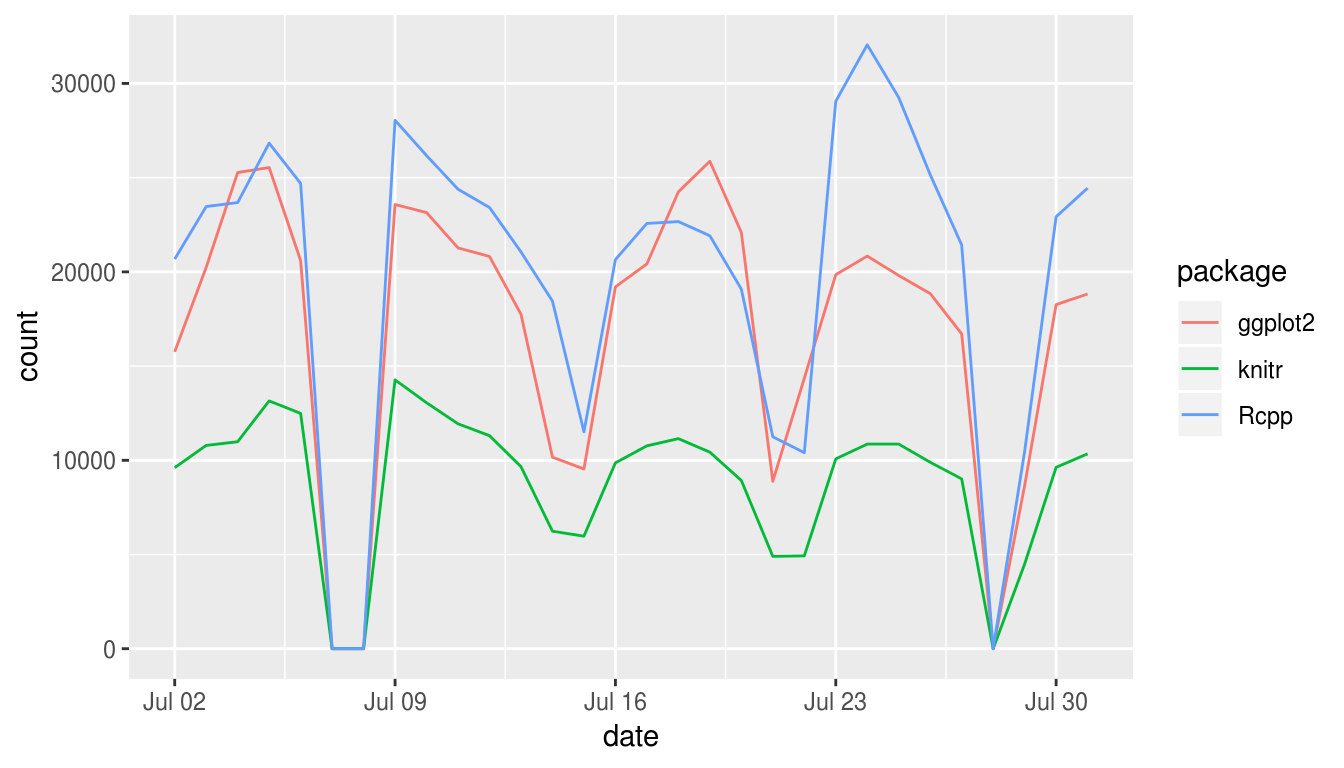 30000
20000
10000
0
count
Jul 02
Jul 09
Jul 16
Jul 23
Jul 30
date
package
ggplot2
knitr
Rcpp